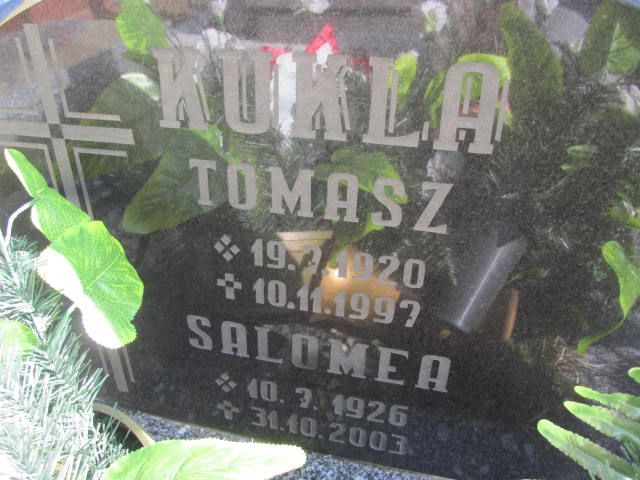 KUKLA
TOMASZ
19.7.1920
10.11.1997
SALOMEA
10.7.1926
31.10.2003